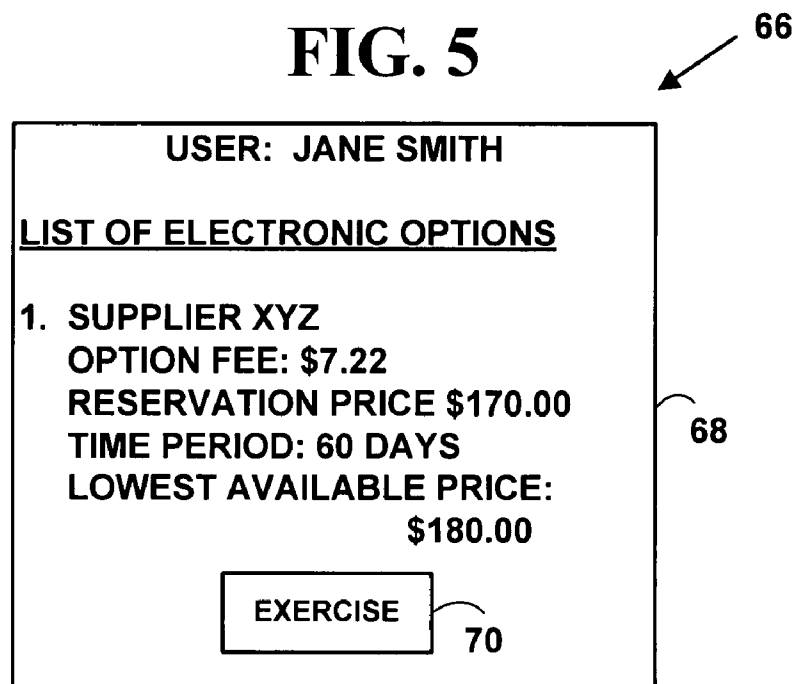 FIG. 5
66
USER: JANE SMITH
LIST OF ELECTRONIC OPTIONS
1. SUPPLIER XYZ
OPTION FEE: $7.22
RESERVATION PRICE $170.00
68
TIME PERIOD: 60 DAYS
LOWEST AVAILABLE PRICE:
$180.00
EXERCISE
70